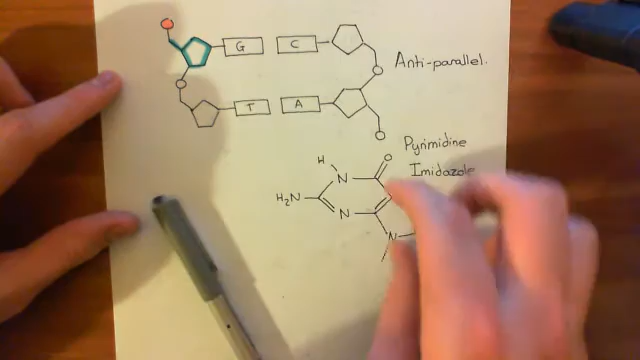 G C
Anti-parallel.
T A
Pyrimidine
H O
Imidazole
N
H₂N
N
N